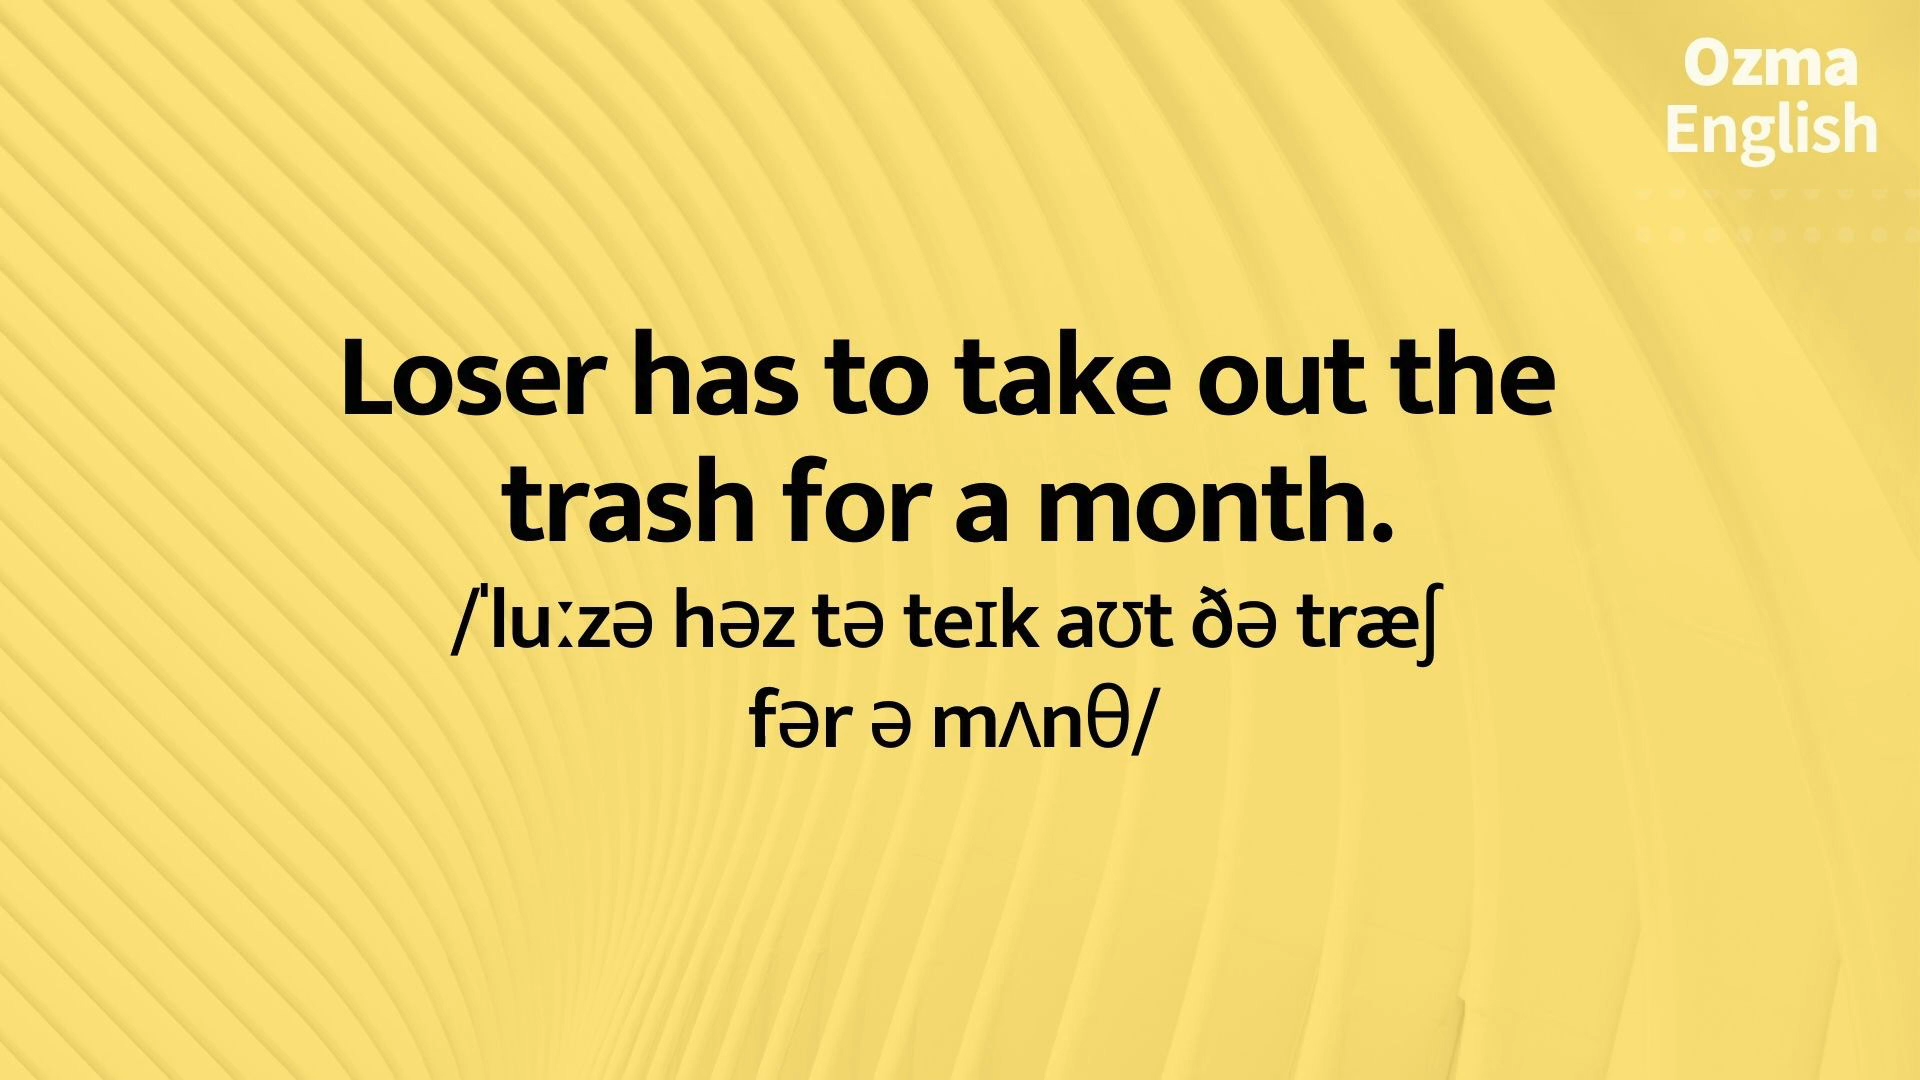 Ozma
English
Loser has to take out the
trash for a month.
/ˈluːzə həz tə teɪk aʊt ðə træʃ
fər ə mʌnθ/